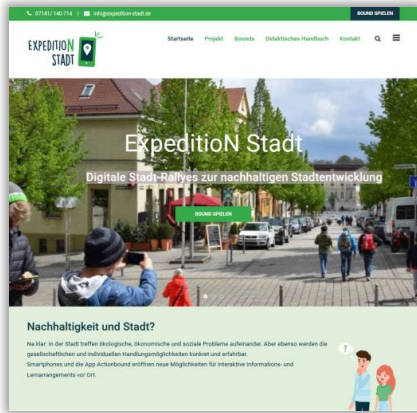 07141/ 140-714 | info@expedition-stadt.de BOUND SPIELEN
EXPEDITION
STADT
Startseite Projekt Bounds Didaktisches Handbuch Kontakt
ExpeditioN Stadt
Digitale Stadt-Rallyes zur nachhaltigen Stadtentwicklung
BOUND SPIELEN
Nachhaltigkeit und Stadt?
Na klar: In der Stadt treffen ökologische, ökonomische und soziale Probleme aufeinander. Aber ebenso werden die
gesellschaftlichen und individuellen Handlungsmöglichkeiten konkret und erfahrbar.
Smartphones und die App Actionbound eröffnen neue Möglichkeiten für interaktive Informations- und
Lernarrangements vor Ort.
?